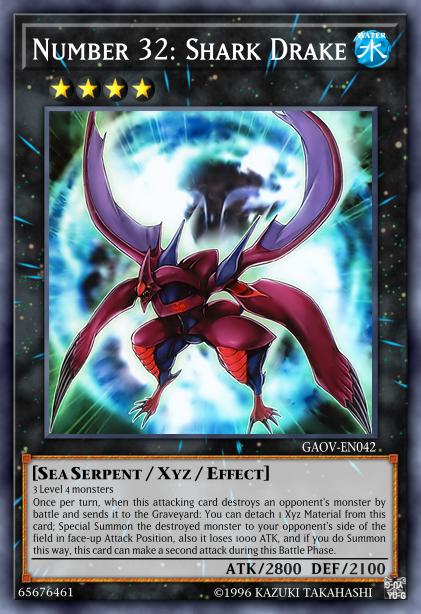 NUMBER 32: SHARK DRAKE
WATER
水
GAOV-EN042
[SEA SERPENT / XYZ / EFFECT]
3 Level 4 monsters
Once per turn, when this attacking card destroys an opponent's monster by
battle and sends it to the Graveyard: You can detach 1 Xyz Material from this
card; Special Summon the destroyed monster to your opponent's side of the
field in face-up Attack Position, also it loses 1000 ATK, and if you do Summon
this way, this card can make a second attack during this Battle Phase.
ATK/2800 DEF/2100
65676461
©1996 KAZUKI TAKAHASHI